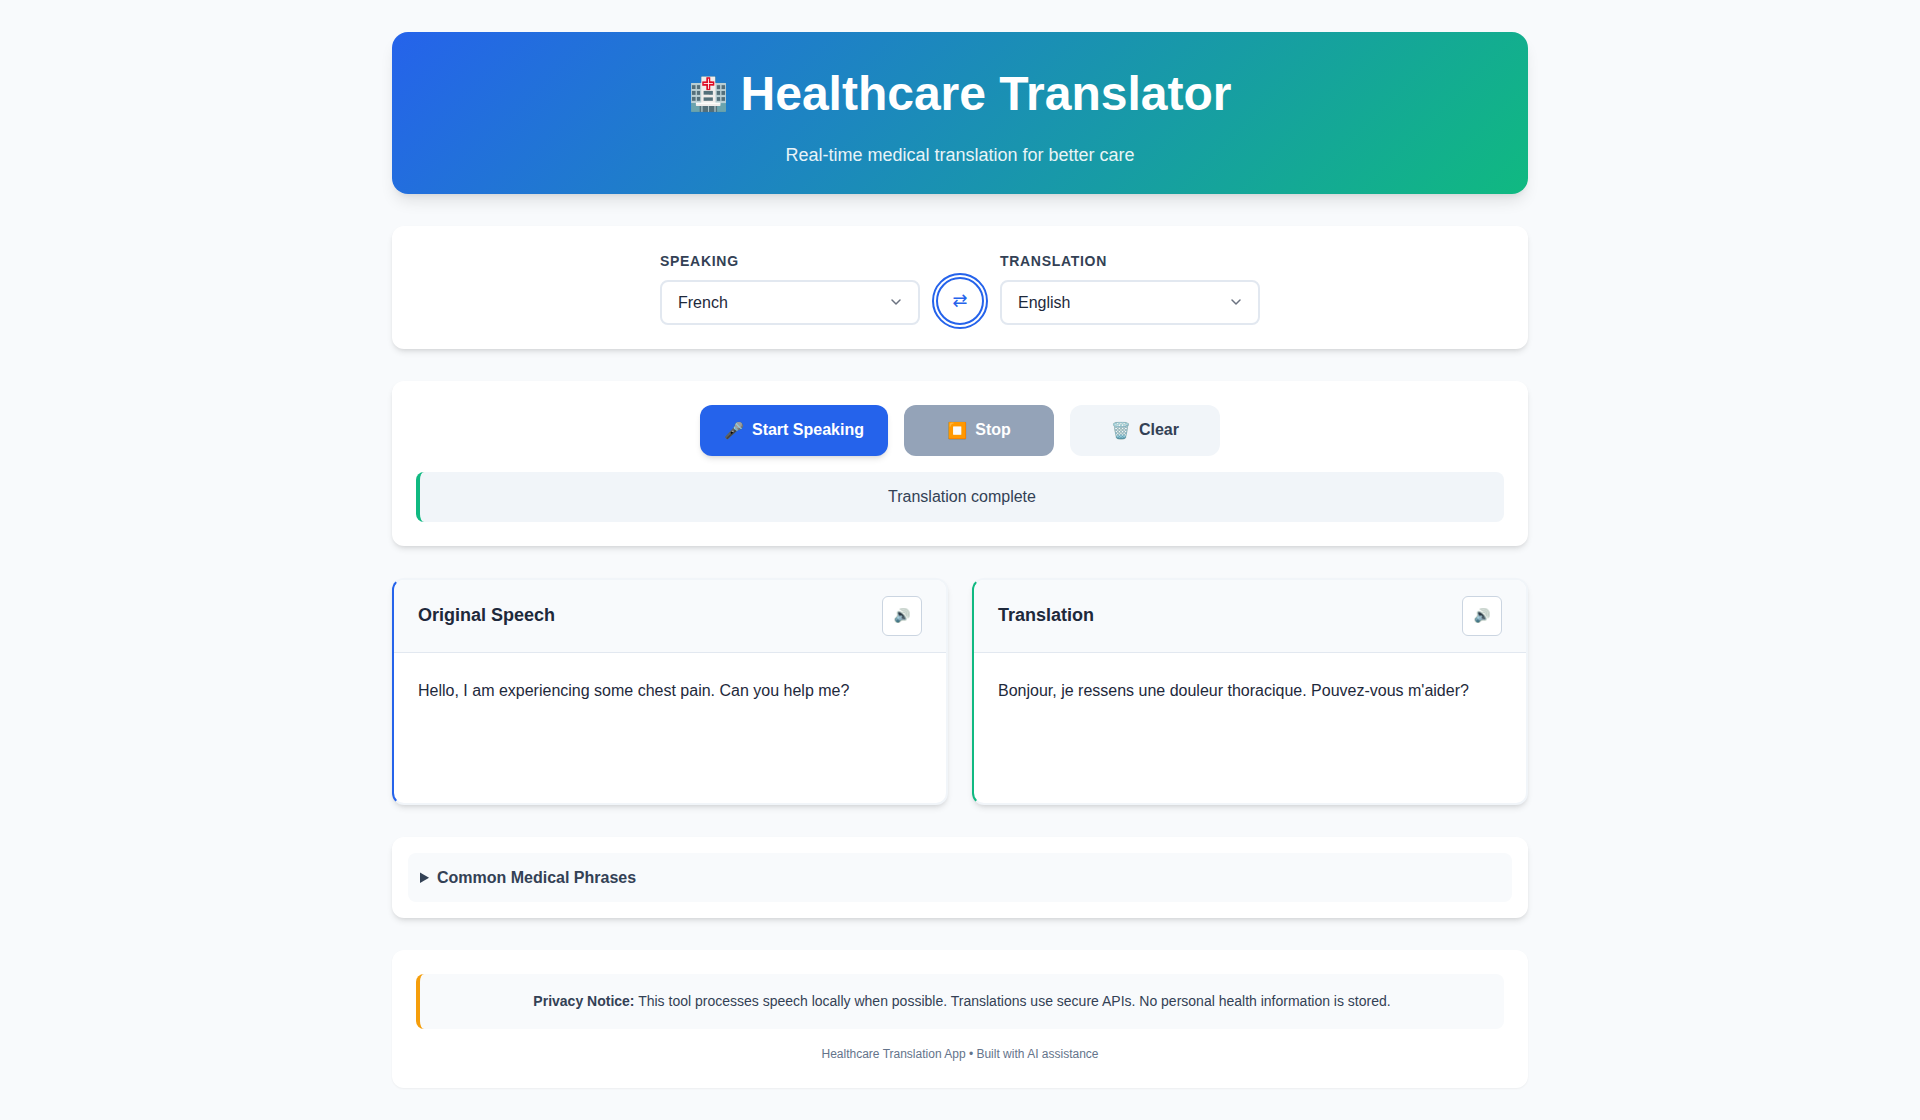 Healthcare Translator
Real-time medical translation for better care
SPEAKING
French
⇄
TRANSLATION
English
Start Speaking
Stop
Clear
Translation complete
Original Speech
Hello, I am experiencing some chest pain. Can you help me?
Translation
Bonjour, je ressens une douleur thoracique. Pouvez-vous m'aider?
Common Medical Phrases
Privacy Notice: This tool processes speech locally when possible. Translations use secure APIs. No personal health information is stored.
Healthcare Translation App • Built with AI assistance